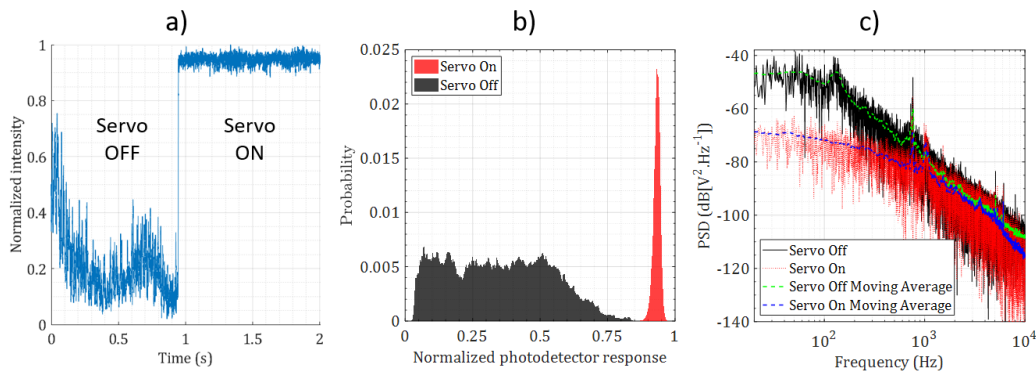 a)
Normalized intensity
1
0.8
0.6
0.4
0.2
0
Servo OFF
Servo ON
0
0.5
1
1.5
2
Time (s)
b)
Probability
0.025
0.020
0.015
0.010
0.005
0
Servo On
Servo Off
0
0.25
0.5
0.75
1
Normalized photodetector response
c)
PSD (dB[V².Hz⁻¹])
-40
-60
-80
-100
-120
-140
Servo Off
Servo On
Servo Off Moving Average
Servo On Moving Average
10²
10³
10⁴
Frequency (Hz)